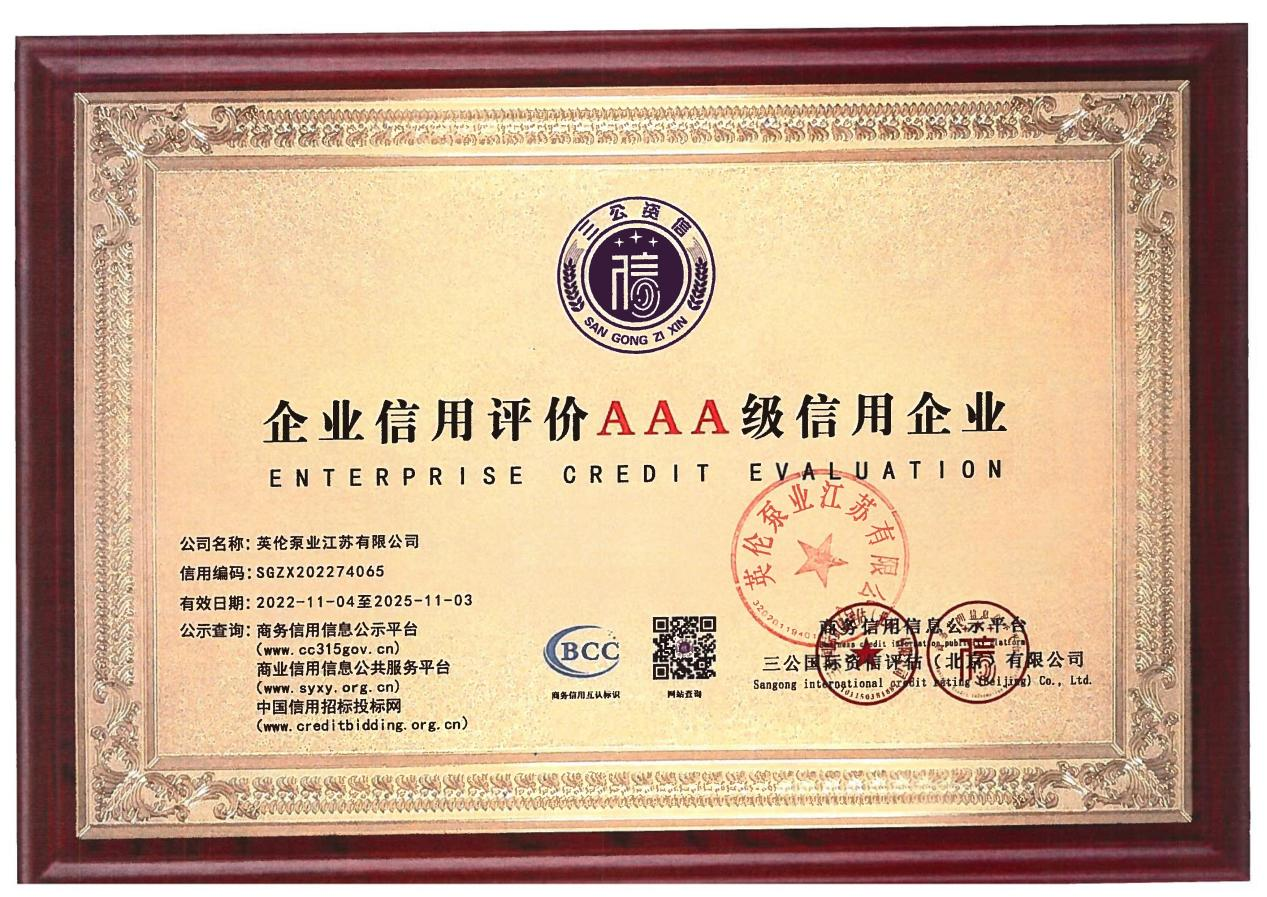 三公资信
SAN GONG ZI XIN
企业信用评价AAA级信用企业
ENTERPRISE CREDIT EVALUATION
公司名称：英伦泵业江苏有限公司
信用编码：SGZX202274065
有效日期：2022-11-04至2025-11-03
公示查询：商务信用信息公示平台
(www.cc315gov.cn)
商业信用信息公共服务平台
(www.syxy.org.cn)
中国信用招标投标网
(www.creditbidding.org.cn)
BCC
商务信用互认标识
网站查询
英伦泵业江苏有限公
商务信用信息公示平台
Business credit information publicity platform
三公国际资信评估（北京）有限公司
Sangong international credit rating (Beijing) Co., Ltd.